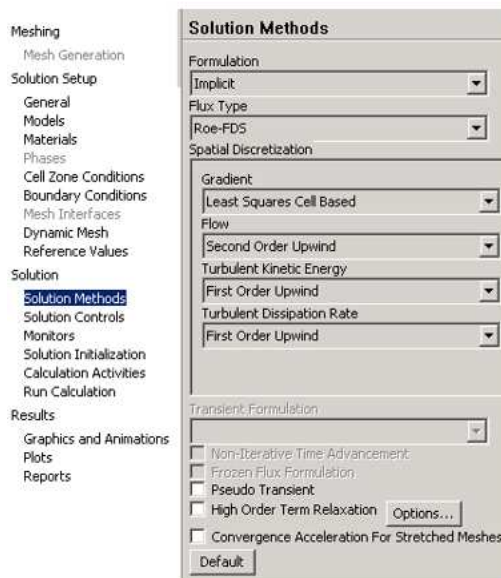 Meshing
Mesh Generation
Solution Setup
General
Models
Materials
Phases
Cell Zone Conditions
Boundary Conditions
Mesh Interfaces
Dynamic Mesh
Reference Values
Solution
Solution Methods
Solution Controls
Monitors
Solution Initialization
Calculation Activities
Run Calculation
Results
Graphics and Animations
Plots
Reports
Solution Methods
Formulation
Implicit
Flux Type
Roe-FDS
Spatial Discretization
Gradient
Least Squares Cell Based
Flow
Second Order Upwind
Turbulent Kinetic Energy
First Order Upwind
Turbulent Dissipation Rate
First Order Upwind
Transient Formulation
Non-Iterative Time Advancement
Frozen Flux Formulation
Pseudo Transient
High Order Term Relaxation Options...
Convergence Acceleration For Stretched Meshes
Default